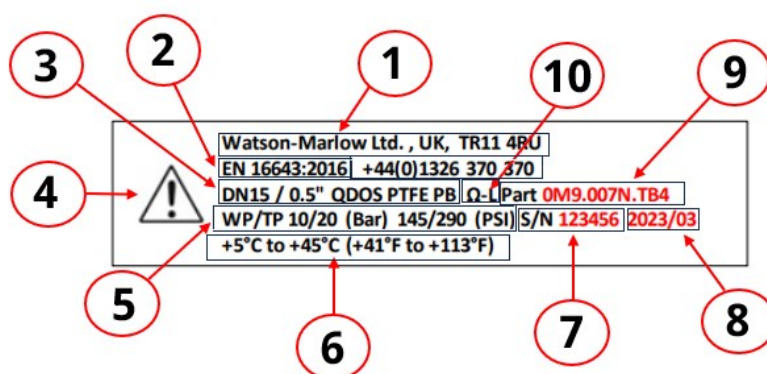 2
1
3
10
9
4
Watson-Marlow Ltd. , UK, TR11 4RU
EN 16643:2016 +44(0)1326 370 370
DN15 / 0.5" QDOS PTFE PB Ω-L Part 0M9.007N.TB4
WP/TP 10/20 (Bar) 145/290 (PSI) S/N 123456 2023/03
+5°C to +45°C (+41°F to +113°F)
5
6
7
8